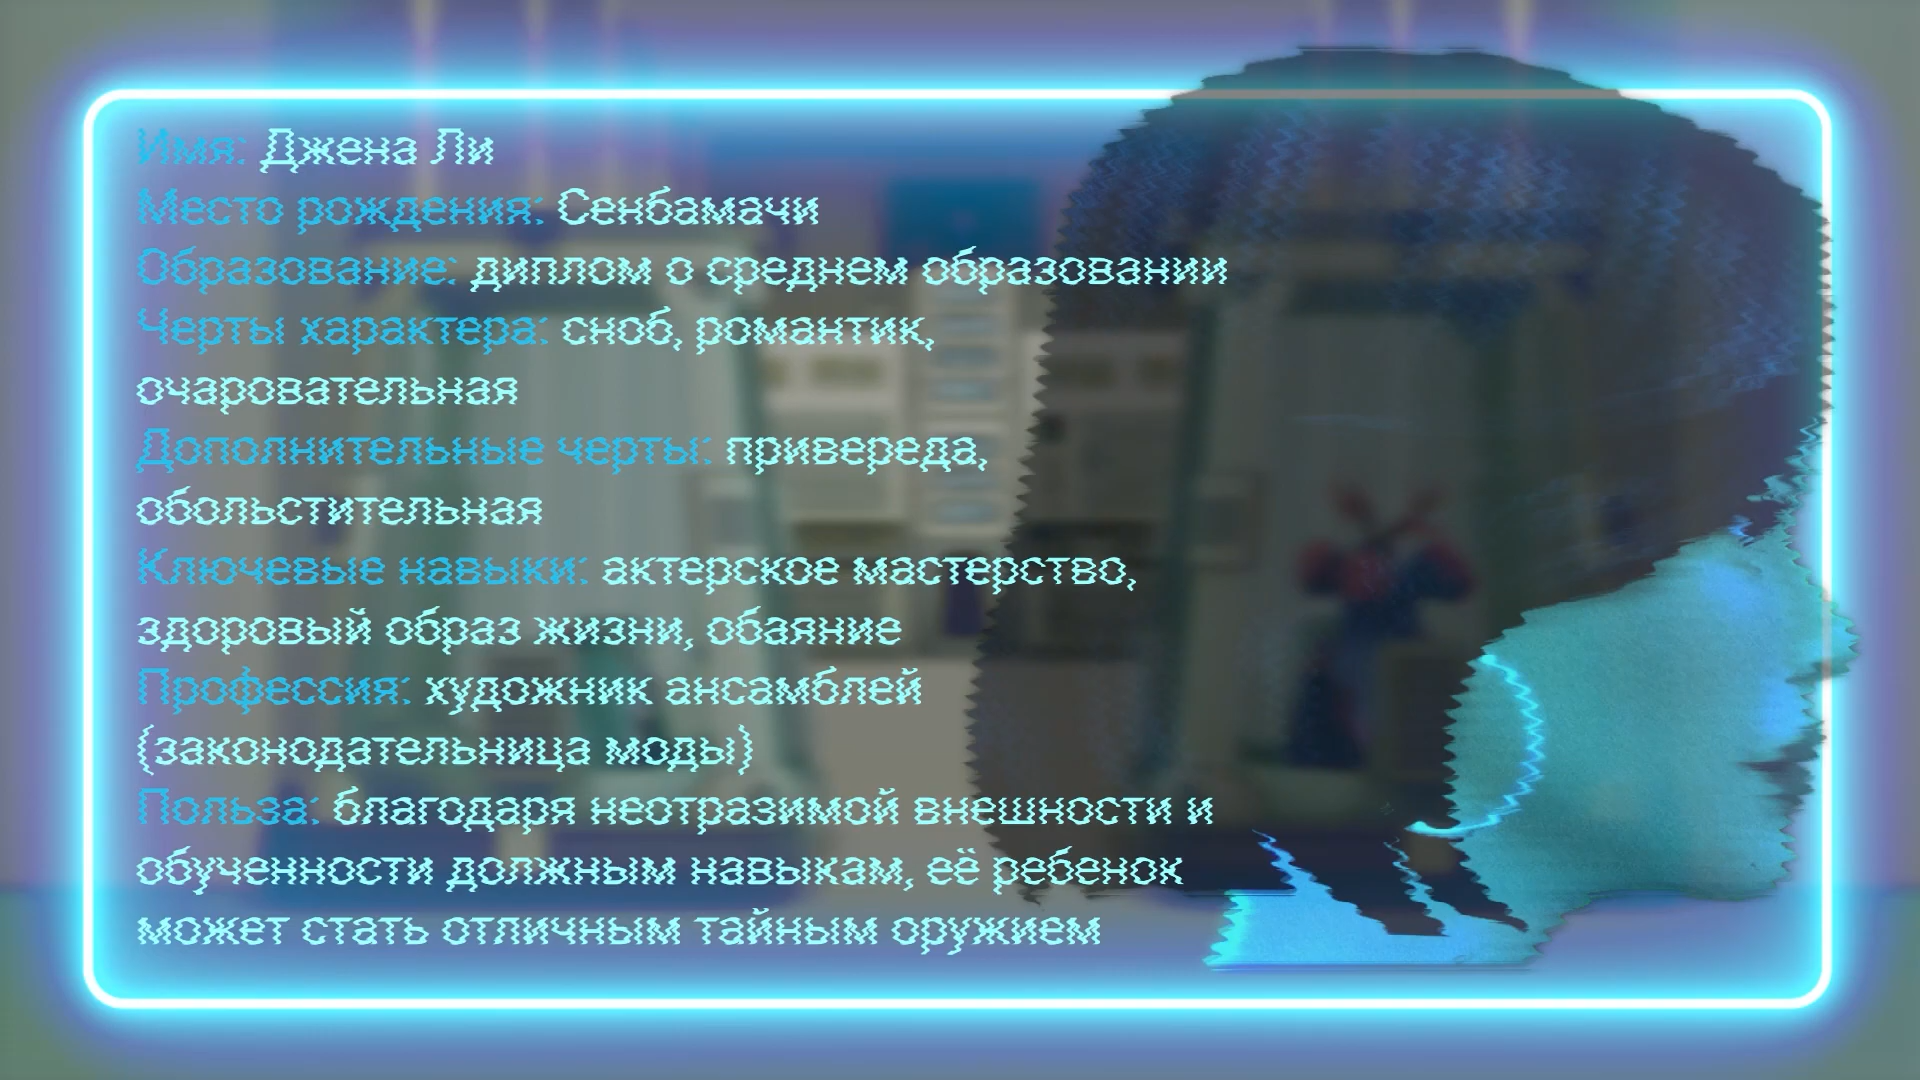 Имя: Джена Ли
Место рождения: Сенбамачи
Образование: диплом о среднем образовании
Черты характера: сноб, романтик,
очаровательная
Дополнительные черты: привереда,
обольстительная
Ключевые навыки: актерское мастерство,
здоровый образ жизни, обаяние
Профессия: художник ансамблей
(законодательница моды)
Польза: благодаря неотразимой внешности и
обученности должным навыкам, её ребенок
может стать отличным тайным оружием